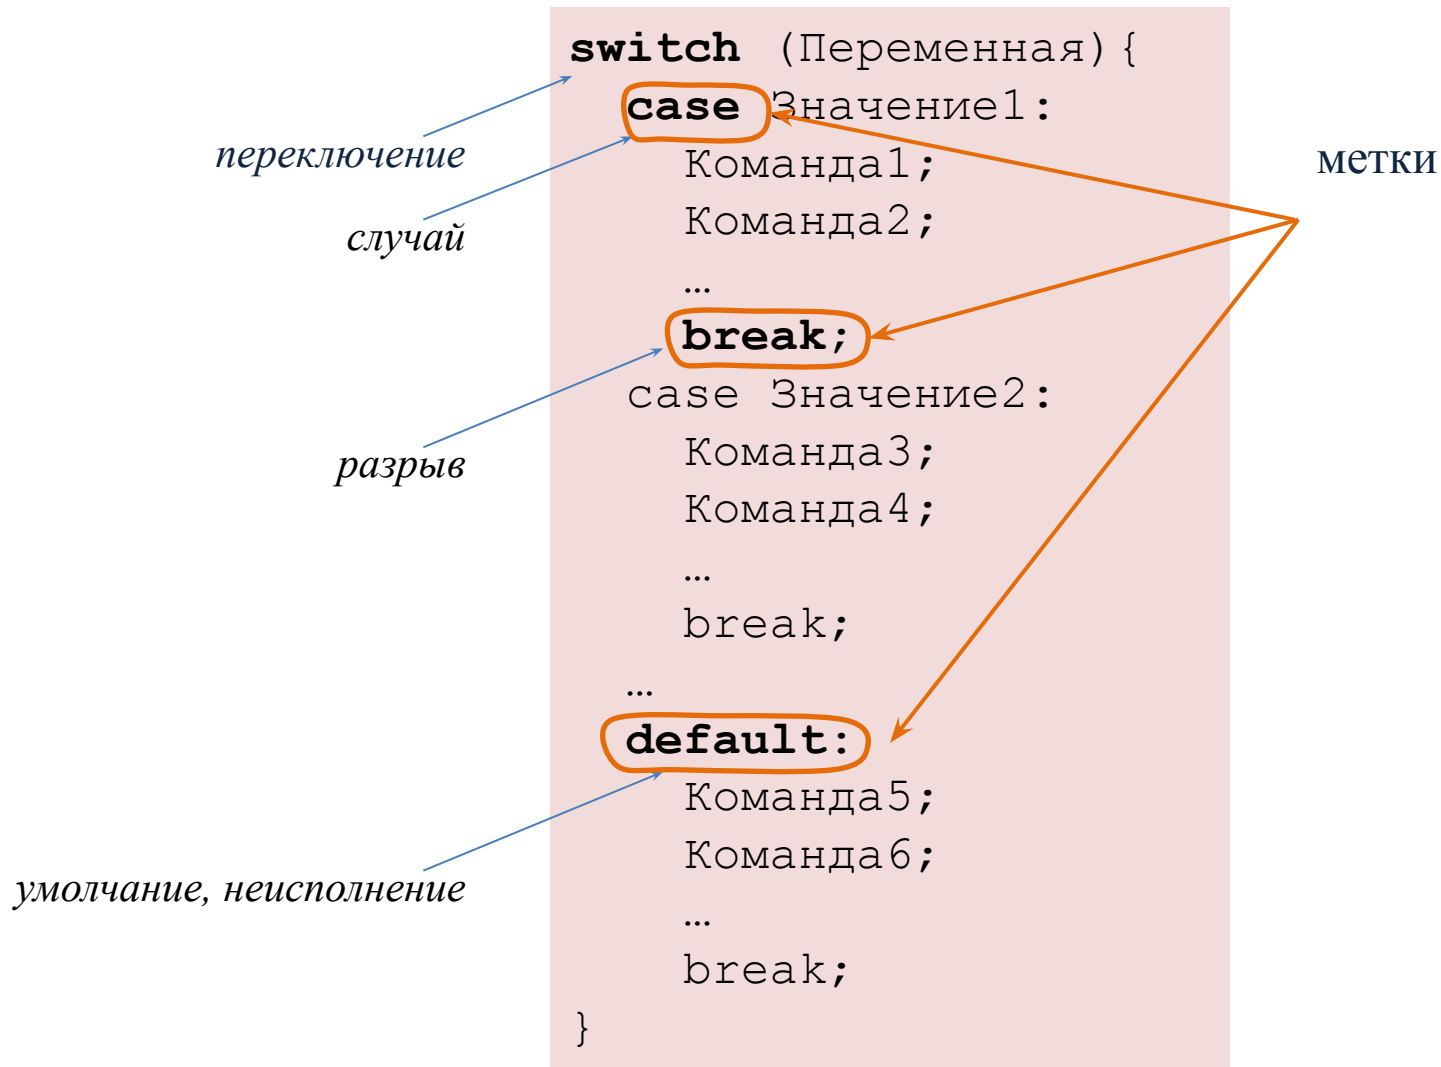 switch (Переменная){
case Значение1:
Команда1;
Команда2;
…
break;
case Значение2:
Команда3;
Команда4;
…
break;
…
default:
Команда5;
Команда6;
…
break;
}
переключение
случай
разрыв
умолчание, неисполнение
метки